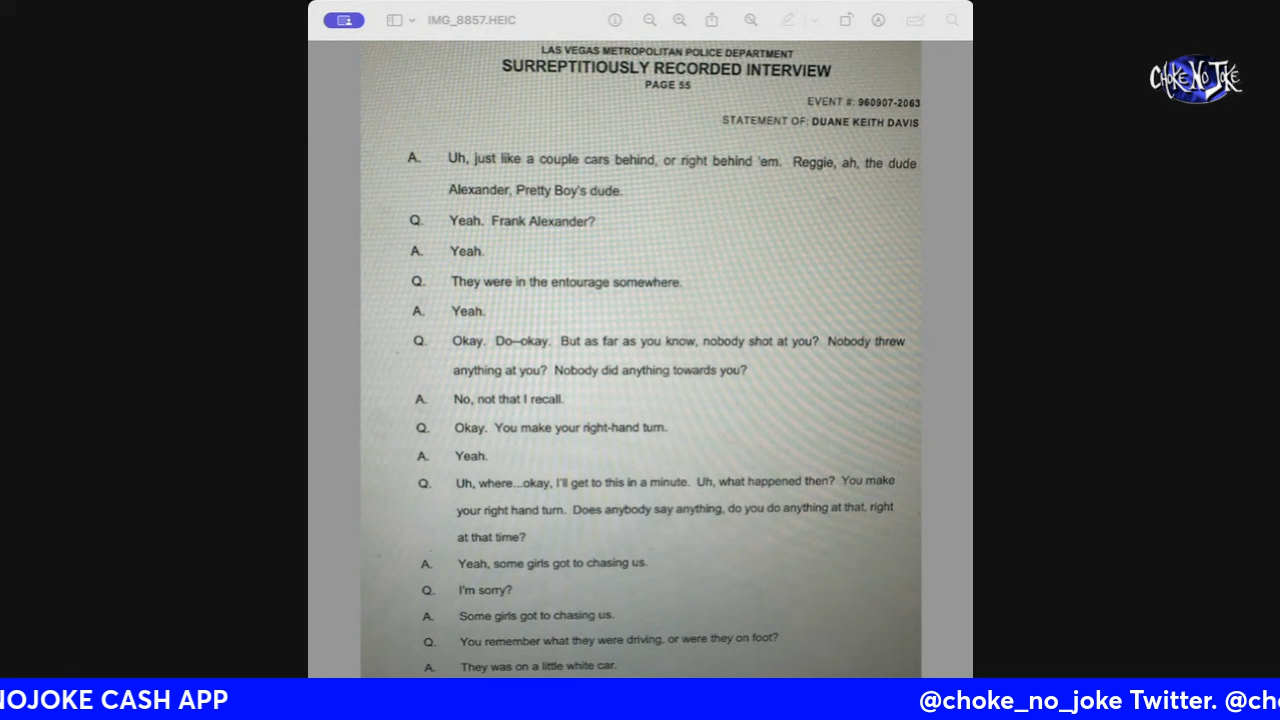 IMG_8857.HEIC
CHOKE NO JOKE
LAS VEGAS METROPOLITAN POLICE DEPARTMENT
SURREPTITIOUSLY RECORDED INTERVIEW
PAGE 55
EVENT #: 960907-2063
STATEMENT OF: DUANE KEITH DAVIS
A. Uh, just like a couple cars behind, or right behind 'em. Reggie, ah, the dude
Alexander, Pretty Boy's dude.
Q. Yeah. Frank Alexander?
A. Yeah.
Q. They were in the entourage somewhere.
A. Yeah.
Q. Okay. Do–okay. But as far as you know, nobody shot at you? Nobody threw
anything at you? Nobody did anything towards you?
A. No, not that I recall.
Q. Okay. You make your right-hand turn.
A. Yeah.
Q. Uh, where...okay, I'll get to this in a minute. Uh, what happened then? You make
your right hand turn. Does anybody say anything, do you do anything at that, right
at that time?
A. Yeah, some girls got to chasing us.
Q. I'm sorry?
A. Some girls got to chasing us.
Q. You remember what they were driving, or were they on foot?
A. They was on a little white car.
NOJOKE CASH APP @choke_no_joke Twitter. @cho